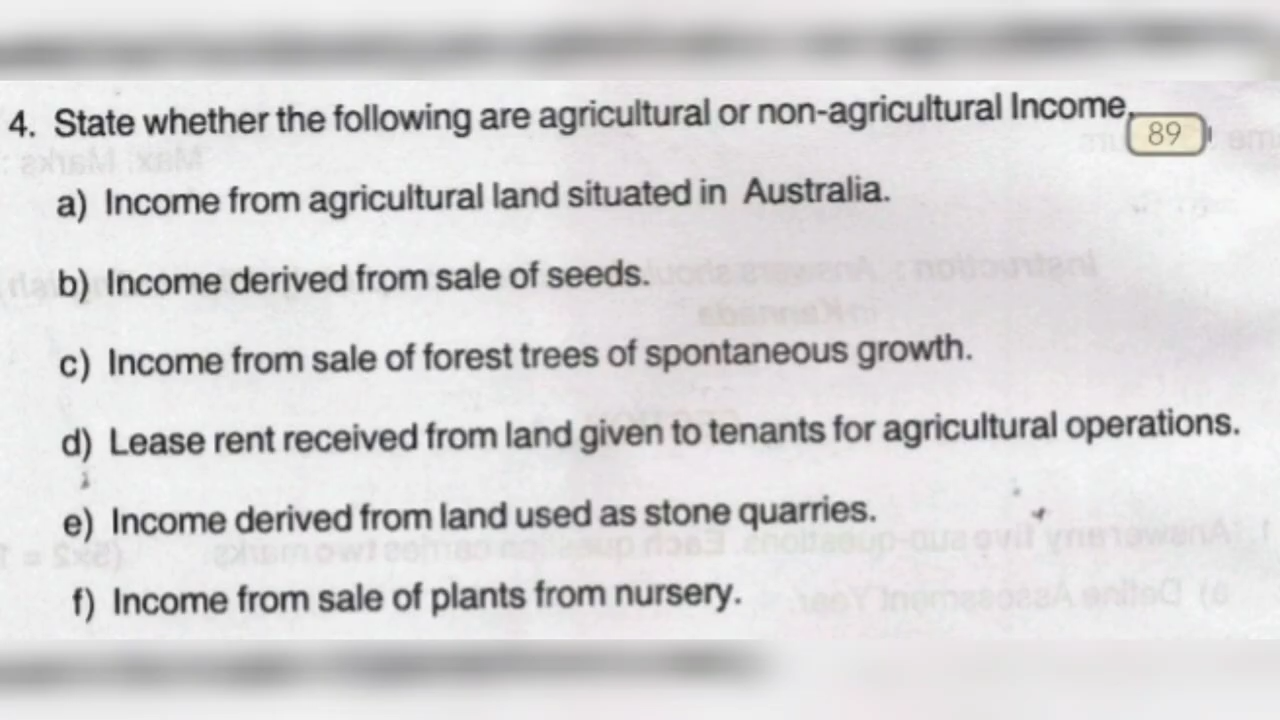 4. State whether the following are agricultural or non-agricultural Income.
89
a) Income from agricultural land situated in Australia.
b) Income derived from sale of seeds.
c) Income from sale of forest trees of spontaneous growth.
d) Lease rent received from land given to tenants for agricultural operations.
e) Income derived from land used as stone quarries.
f) Income from sale of plants from nursery.